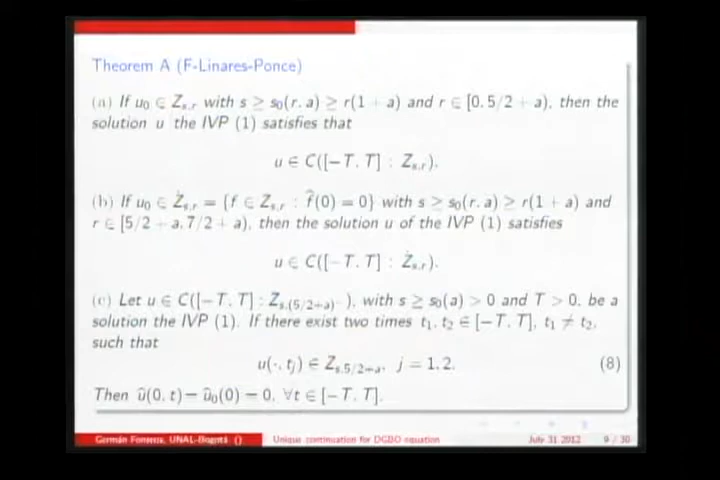 Theorem A (F-Linares-Ponce)
(a) If u₀ ∈ Z_{s,r} with s ≥ s₀(r, a) ≥ r(1 + a) and r ∈ [0, 5/2 + a), then the
solution u the IVP (1) satisfies that
u ∈ C([−T, T] : Z_{s,r}).
(b) If u₀ ∈ Ż_{s,r} = {f ∈ Z_{s,r} : f̂(0) = 0} with s ≥ s₀(r, a) ≥ r(1 + a) and
r ∈ [5/2 + a, 7/2 + a), then the solution u of the IVP (1) satisfies
u ∈ C([−T, T] : Ż_{s,r}).
(c) Let u ∈ C([−T, T] : Z_{s,(5/2+a)⁻}), with s ≥ s₀(a) > 0 and T > 0, be a
solution the IVP (1). If there exist two times t₁, t₂ ∈ [−T, T], t₁ ≠ t₂,
such that
u(·, t_j) ∈ Z_{s,5/2+a}, j = 1, 2. (8)
Then û(0, t) = û₀(0) = 0, ∀t ∈ [−T, T].
Germán Fonseca, UNAL-Bogotá () Unique continuation for DGBO equation July 31 2012 9 / 30